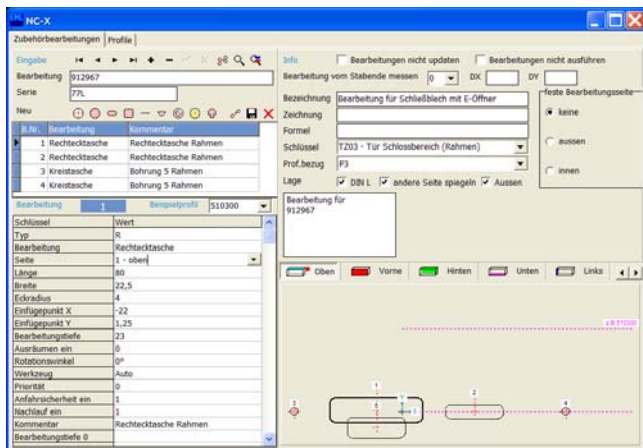 NC-X
Zubehörbearbeitungen Profile
Eingabe
Bearbeitung 912967
Serie 77L
Neu
B.Nr. Bearbeitung Kommentar
1 Rechtecktasche Rechtecktasche Rahmen
2 Rechtecktasche Rechtecktasche Rahmen
3 Kreistasche Bohrung 5 Rahmen
4 Kreistasche Bohrung 5 Rahmen
Bearbeitung 1 Beispielprofil 510300
Schlüssel Wert
Typ R
Bearbeitung Rechtecktasche
Seite 1 - oben
Länge 80
Breite 22,5
Eckradius 4
Einfügepunkt X -22
Einfügepunkt Y 1,25
Bearbeitungstiefe 23
Ausräumen ein 0
Rotationswinkel 0°
Werkzeug Auto
Priorität 0
Anfahrsicherheit ein 1
Nachlauf ein 1
Kommentar Rechtecktasche Rahmen
Bearbeitungstiefe 0
Info Bearbeitungen nicht updaten Bearbeitungen nicht ausführen
Bearbeitung vom Stabende messen 0 DX DY
Bezeichnung Bearbeitung für Schließblech mit E-Öffner
Zeichnung
Formel
Schlüssel TZ03 - Tür Schlossbereich (Rahmen)
Prof.bezug P3
Lage DIN L andere Seite spiegeln Aussen
feste Bearbeitungsseite
keine
aussen
innen
Bearbeitung für
912967
Oben Vorne Hinten Unten Links
z.B. 510300
1
2
3
4
Y